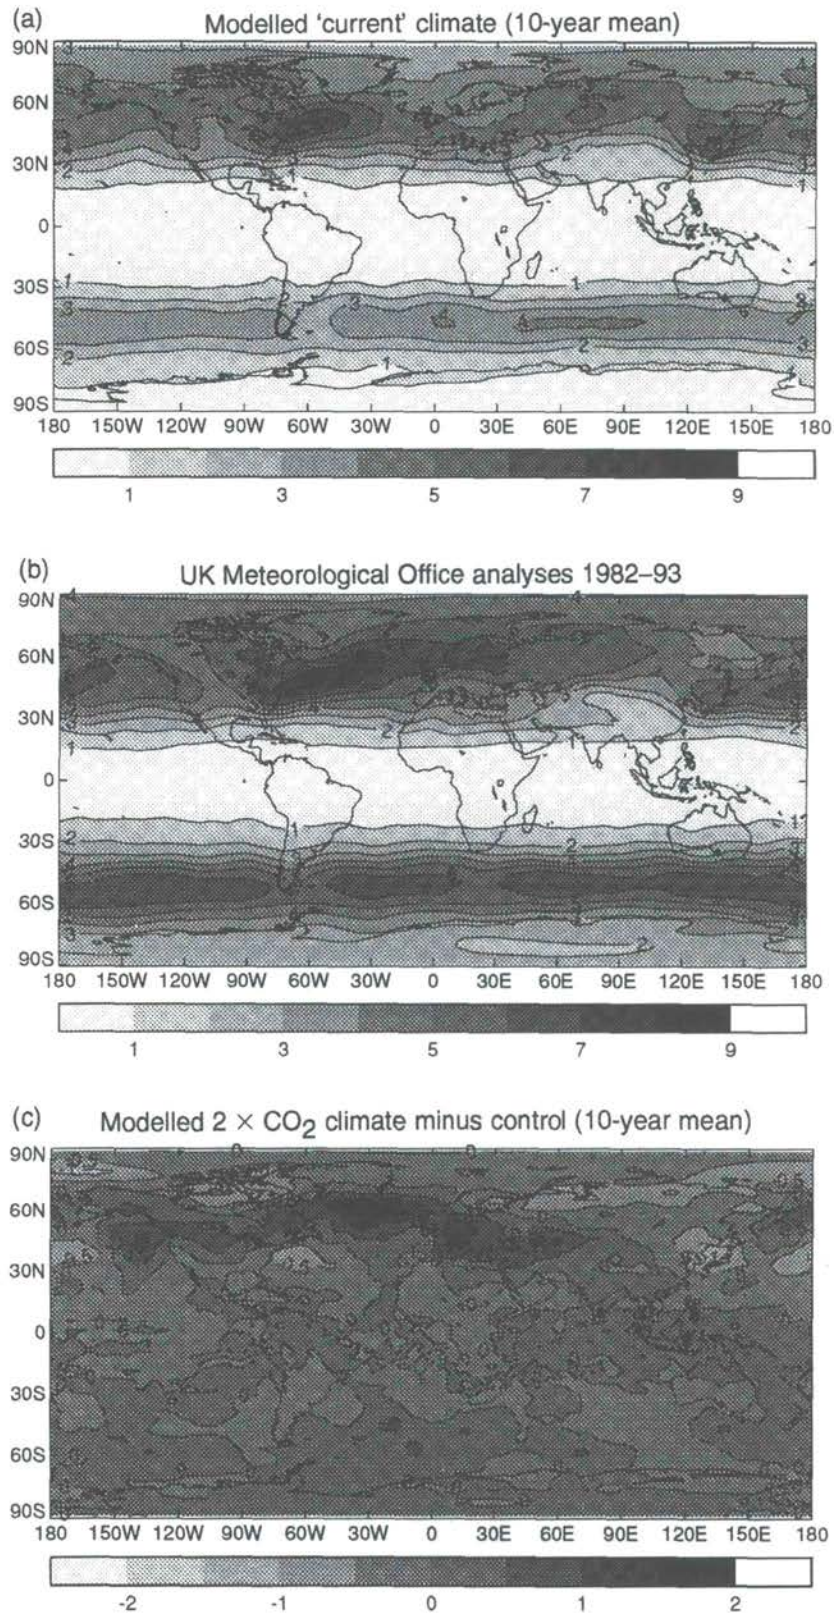 (a) Modelled 'current' climate (10-year mean)
90N
60N
30N
0
30S
60S
90S
180 150W 120W 90W 60W 30W 0 30E 60E 90E 120E 150E 180
1 3 5 7 9
(b) UK Meteorological Office analyses 1982–93
90N
60N
30N
0
30S
60S
90S
180 150W 120W 90W 60W 30W 0 30E 60E 90E 120E 150E 180
1 3 5 7 9
(c) Modelled 2 × CO2 climate minus control (10-year mean)
90N
60N
30N
0
30S
60S
90S
180 150W 120W 90W 60W 30W 0 30E 60E 90E 120E 150E 180
-2 -1 0 1 2